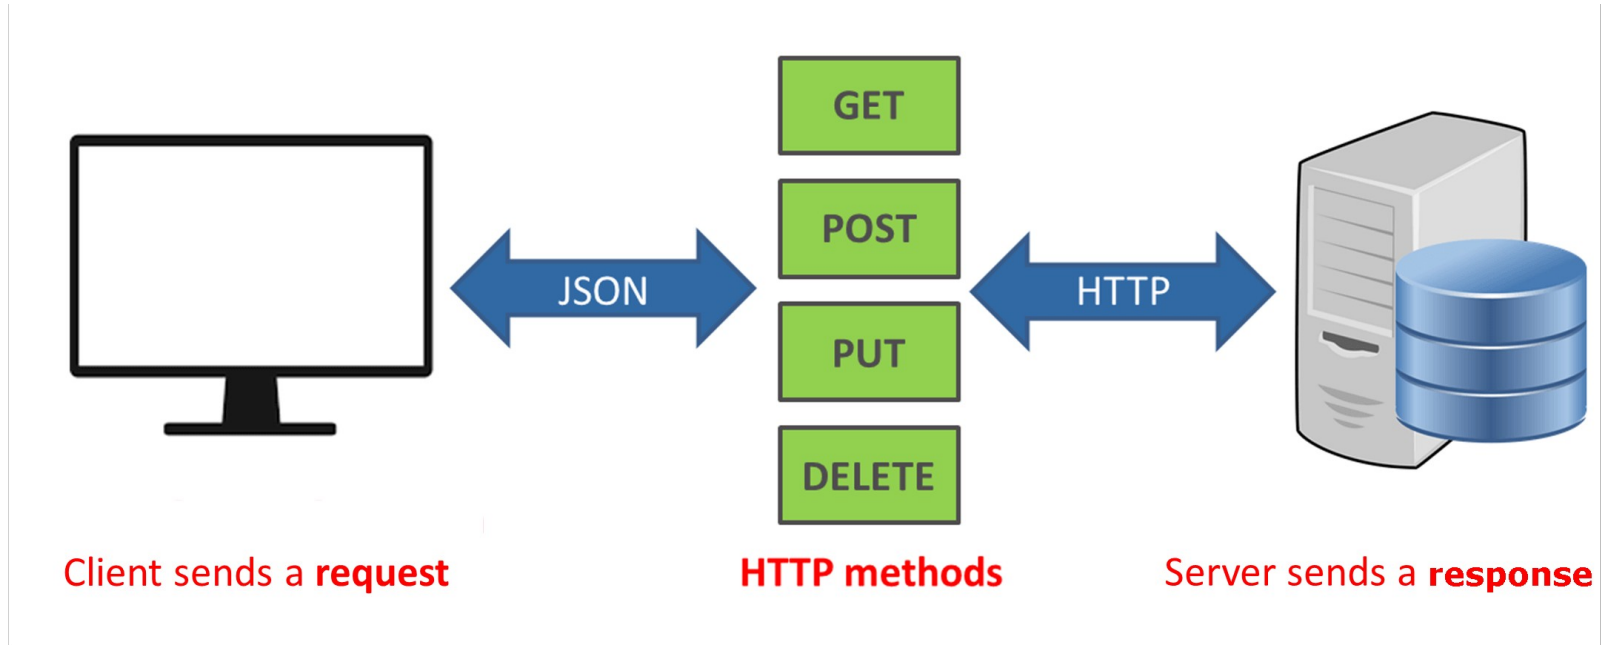 GET
POST
JSON
HTTP
PUT
DELETE
Client sends a request
HTTP methods
Server sends a response